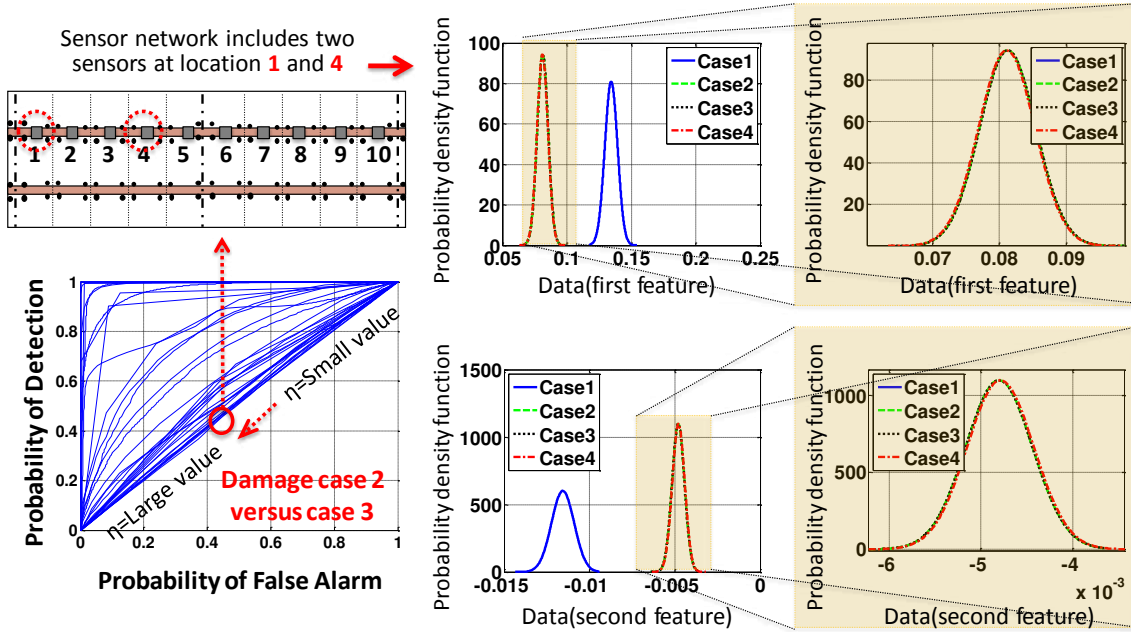 Sensor network includes two
sensors at location 1 and 4
1 2 3 4 5 6 7 8 9 10
Probability of Detection
1
0.8
0.6
0.4
0.2
0
0 0.2 0.4 0.6 0.8 1
η=Small value
η=Large value
Damage case 2
versus case 3
Probability of False Alarm
Probability density function
100
80
60
40
20
0
0.05 0.1 0.15 0.2 0.25
Case1
Case2
Case3
Case4
Data(first feature)
Probability density function
80
60
40
20
0.07 0.08 0.09
Case1
Case2
Case3
Case4
Data(first feature)
Probability density function
1500
1000
500
0
-0.015 -0.01 -0.005 0
Case1
Case2
Case3
Case4
Data(second feature)
Probability density function
1000
500
0
-6 -5 -4
x 10⁻³
Case1
Case2
Case3
Case4
Data(second feature)